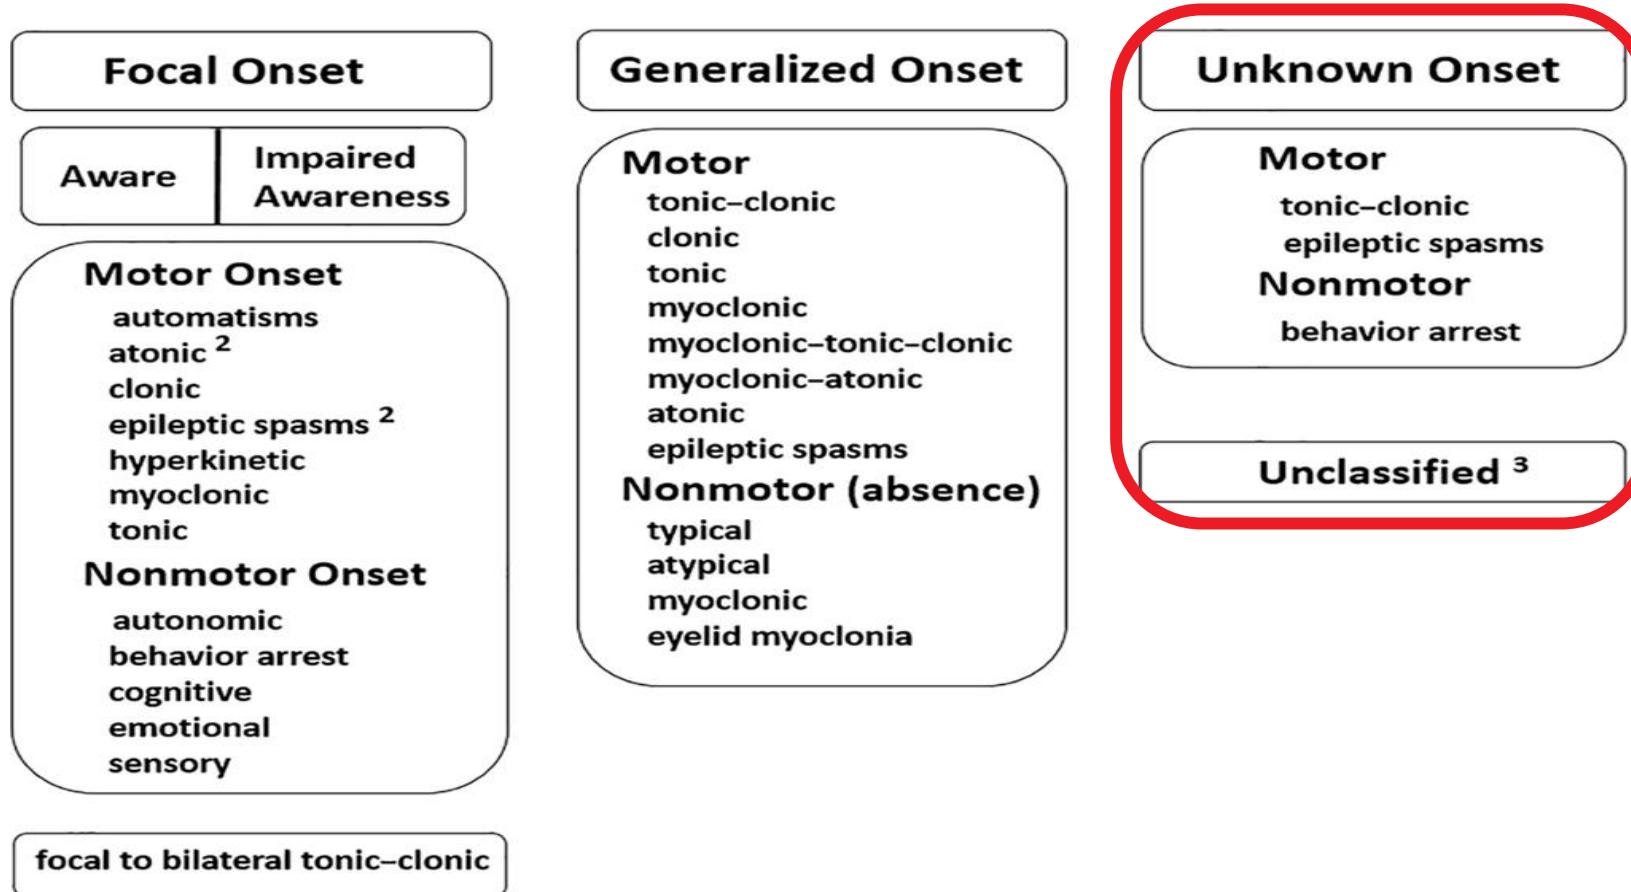 Focal Onset
Aware
Impaired
Awareness
Motor Onset
automatisms
atonic ²
clonic
epileptic spasms ²
hyperkinetic
myoclonic
tonic
Nonmotor Onset
autonomic
behavior arrest
cognitive
emotional
sensory
focal to bilateral tonic–clonic
Generalized Onset
Motor
tonic–clonic
clonic
tonic
myoclonic
myoclonic–tonic–clonic
myoclonic–atonic
atonic
epileptic spasms
Nonmotor (absence)
typical
atypical
myoclonic
eyelid myoclonia
Unknown Onset
Motor
tonic–clonic
epileptic spasms
Nonmotor
behavior arrest
Unclassified ³